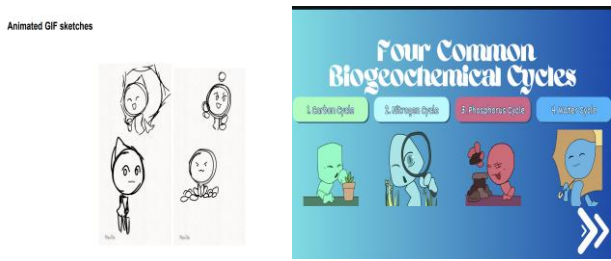 Animated GIF sketches
Four Common
Biogeochemical Cycles
1. Carbon Cycle
2. Nitrogen Cycle
3. Phosphorus Cycle
4. Water Cycle